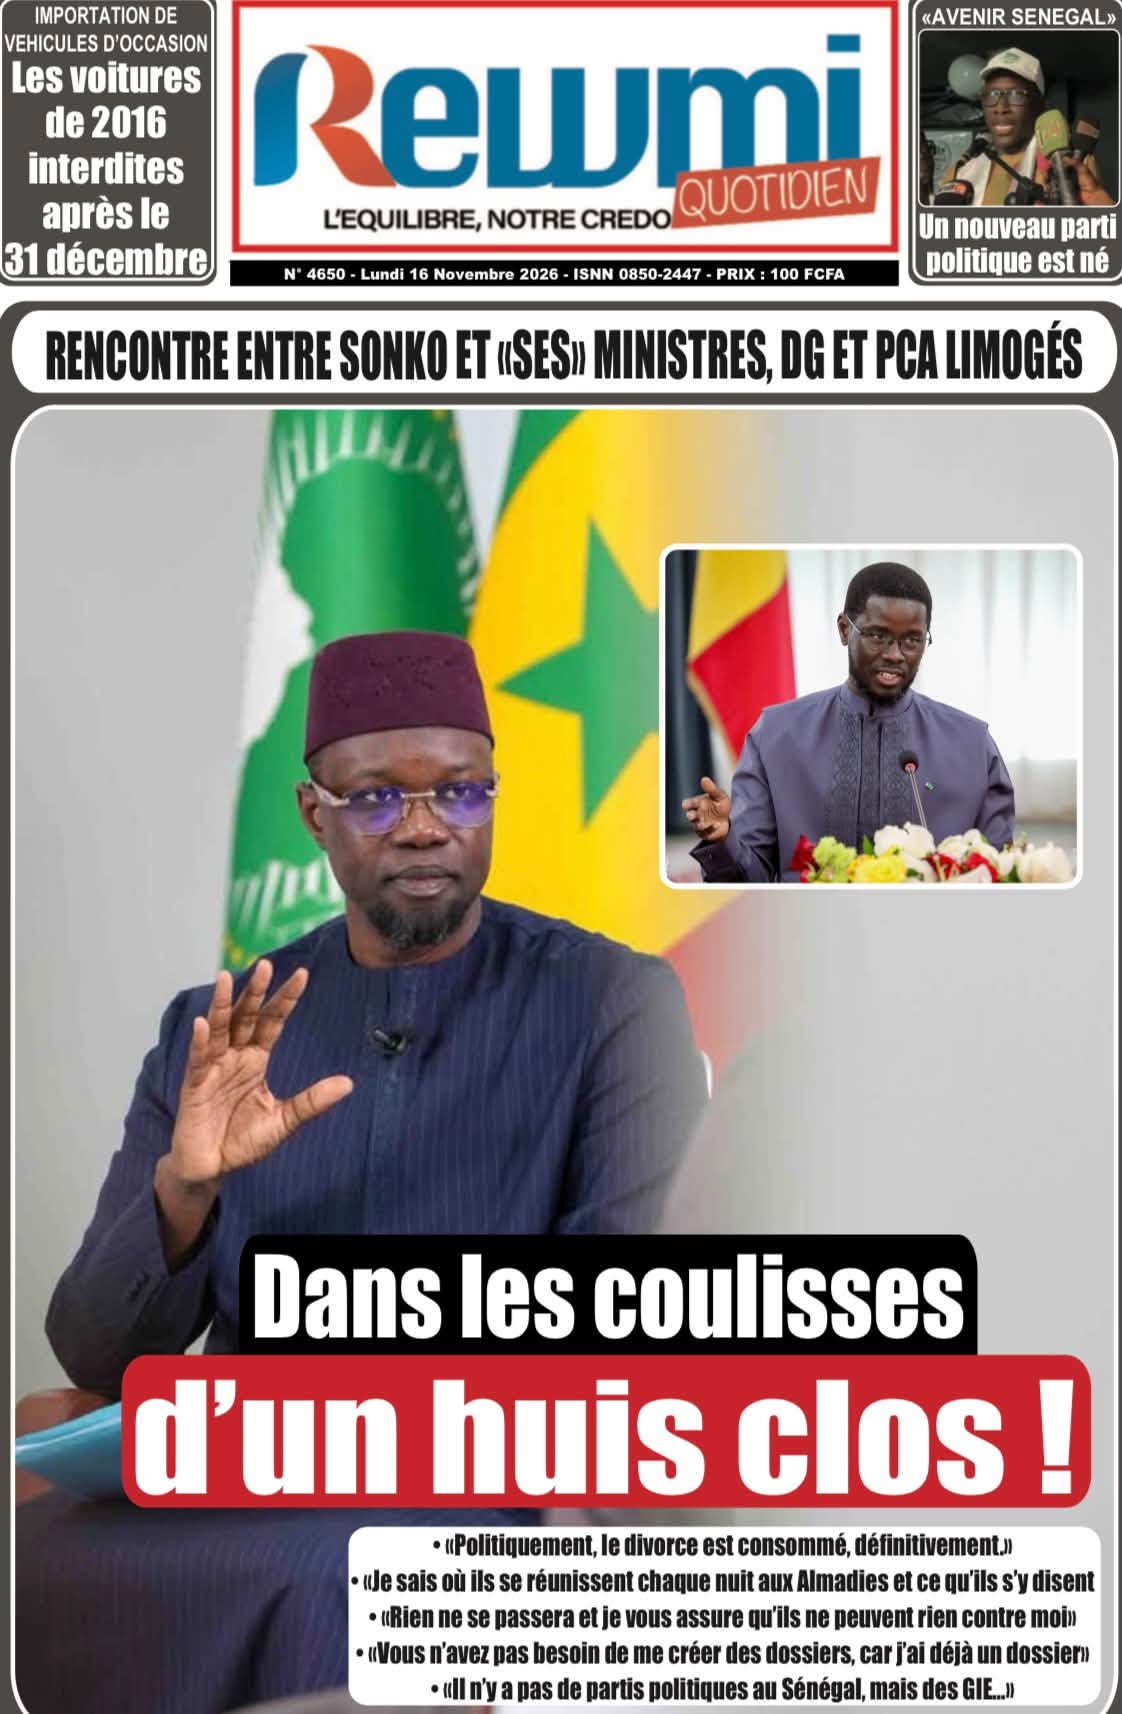 IMPORTATION DE
VEHICULES D'OCCASION
Les voitures
de 2016
interdites
après le
31 décembre
Rewmi
QUOTIDIEN
L'EQUILIBRE, NOTRE CREDO
N° 4650 - Lundi 16 Novembre 2026 - ISNN 0850-2447 - PRIX : 100 FCFA
«AVENIR SENEGAL»
Un nouveau parti
politique est né
RENCONTRE ENTRE SONKO ET «SES» MINISTRES, DG ET PCA LIMOGÉS
Dans les coulisses
d'un huis clos !
• «Politiquement, le divorce est consommé, définitivement.»
• «Je sais où ils se réunissent chaque nuit aux Almadies et ce qu'ils s'y disent
• «Rien ne se passera et je vous assure qu'ils ne peuvent rien contre moi»
• «Vous n'avez pas besoin de me créer des dossiers, car j'ai déjà un dossier»
• «Il n'y a pas de partis politiques au Sénégal, mais des GIE...»